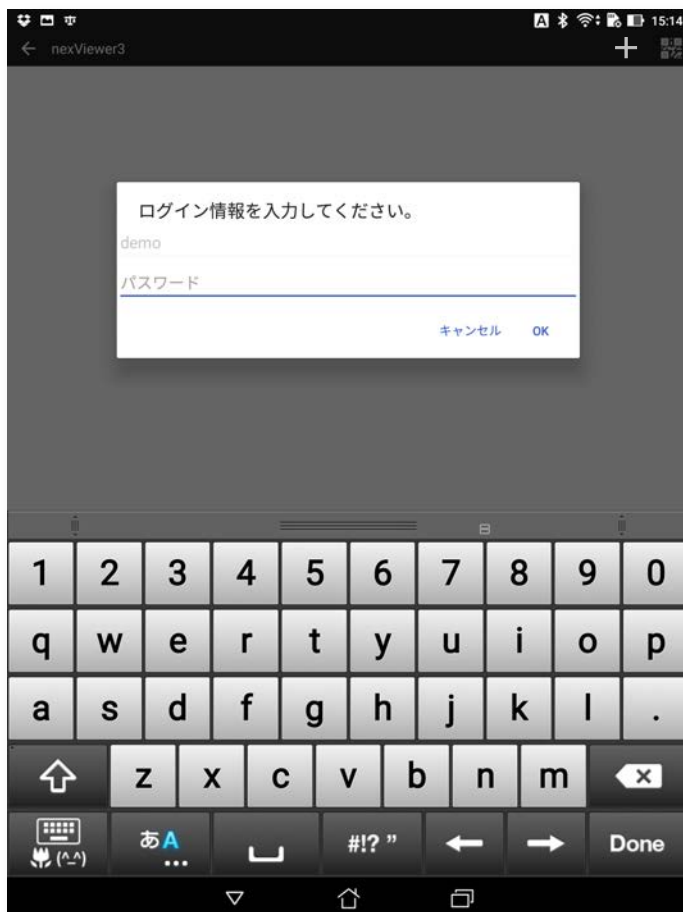 A 15:14
← nexViewer3 +
ログイン情報を入力してください。
demo
パスワード
キャンセル OK
1 2 3 4 5 6 7 8 9 0
q w e r t y u i o p
a s d f g h j k l .
z x c v b n m
(^_^) あA ... #!? ” ← → Done